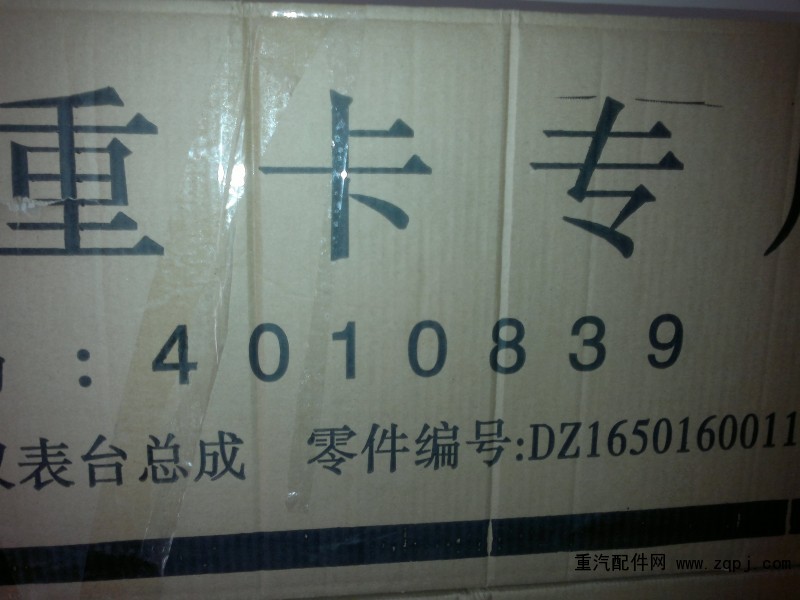 重卡专
: 4010839
表台总成 零件编号:DZ1650160011
重汽配件网 www.zqpj.com